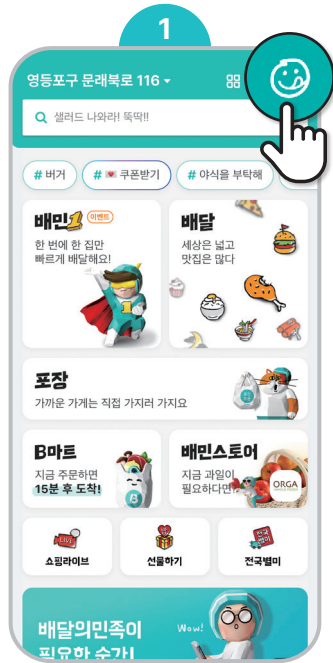 1
영등포구 문래북로 116
샐러드 나와라! 뚝딱!!
# 버거
# 쿠폰받기
# 야식을 부탁해
배민1 이벤트
한 번에 한 집만
빠르게 배달해요!
배달
세상은 넓고
맛집은 많다
포장
가까운 가게는 직접 가지러 가지요
B마트
지금 주문하면
15분 후 도착!
배민스토어
지금 과일이
필요하다면?
ORGA
LIVE
쇼핑라이브
선물하기
전국별미
배달의민족이
Wow!
필요한 순간!